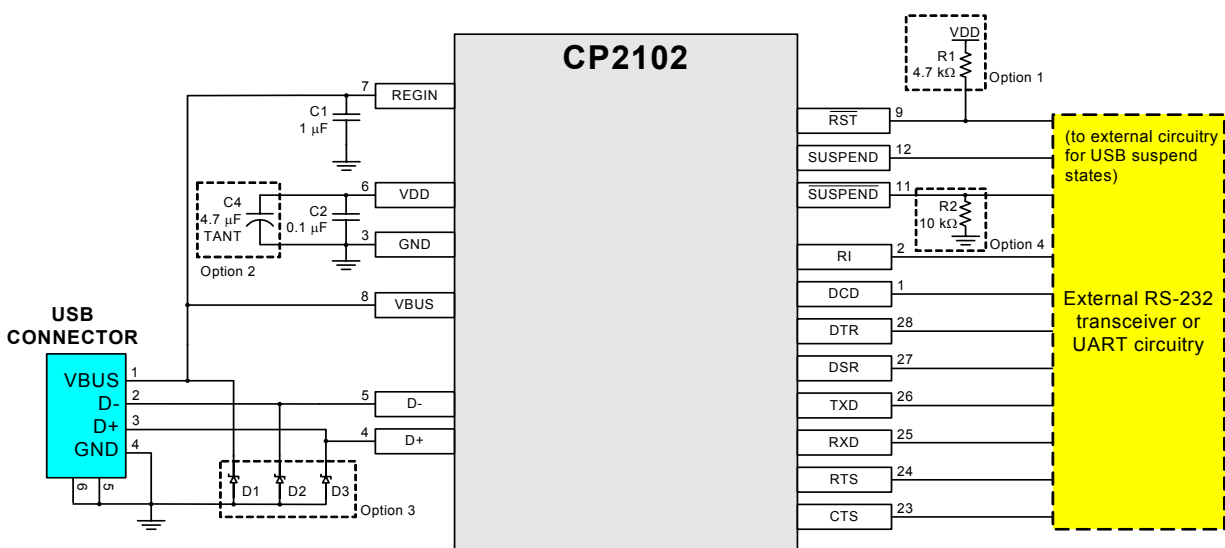 CP2102
VDD
R1
4.7 kΩ
Option 1
7
REGIN
C1
1 μF
RST
9
SUSPEND
12
SUSPEND
11
(to external circuitry
for USB suspend
states)
6
VDD
C4
4.7 μF
TANT
C2
0.1 μF
3
GND
Option 2
R2
10 kΩ
Option 4
RI
2
8
VBUS
DCD
1
External RS-232
transceiver or
UART circuitry
USB
CONNECTOR
DTR
28
DSR
27
VBUS
1
D-
2
D+
3
GND
4
6
5
5
D-
4
D+
TXD
26
RXD
25
RTS
24
CTS
23
D1
D2
D3
Option 3